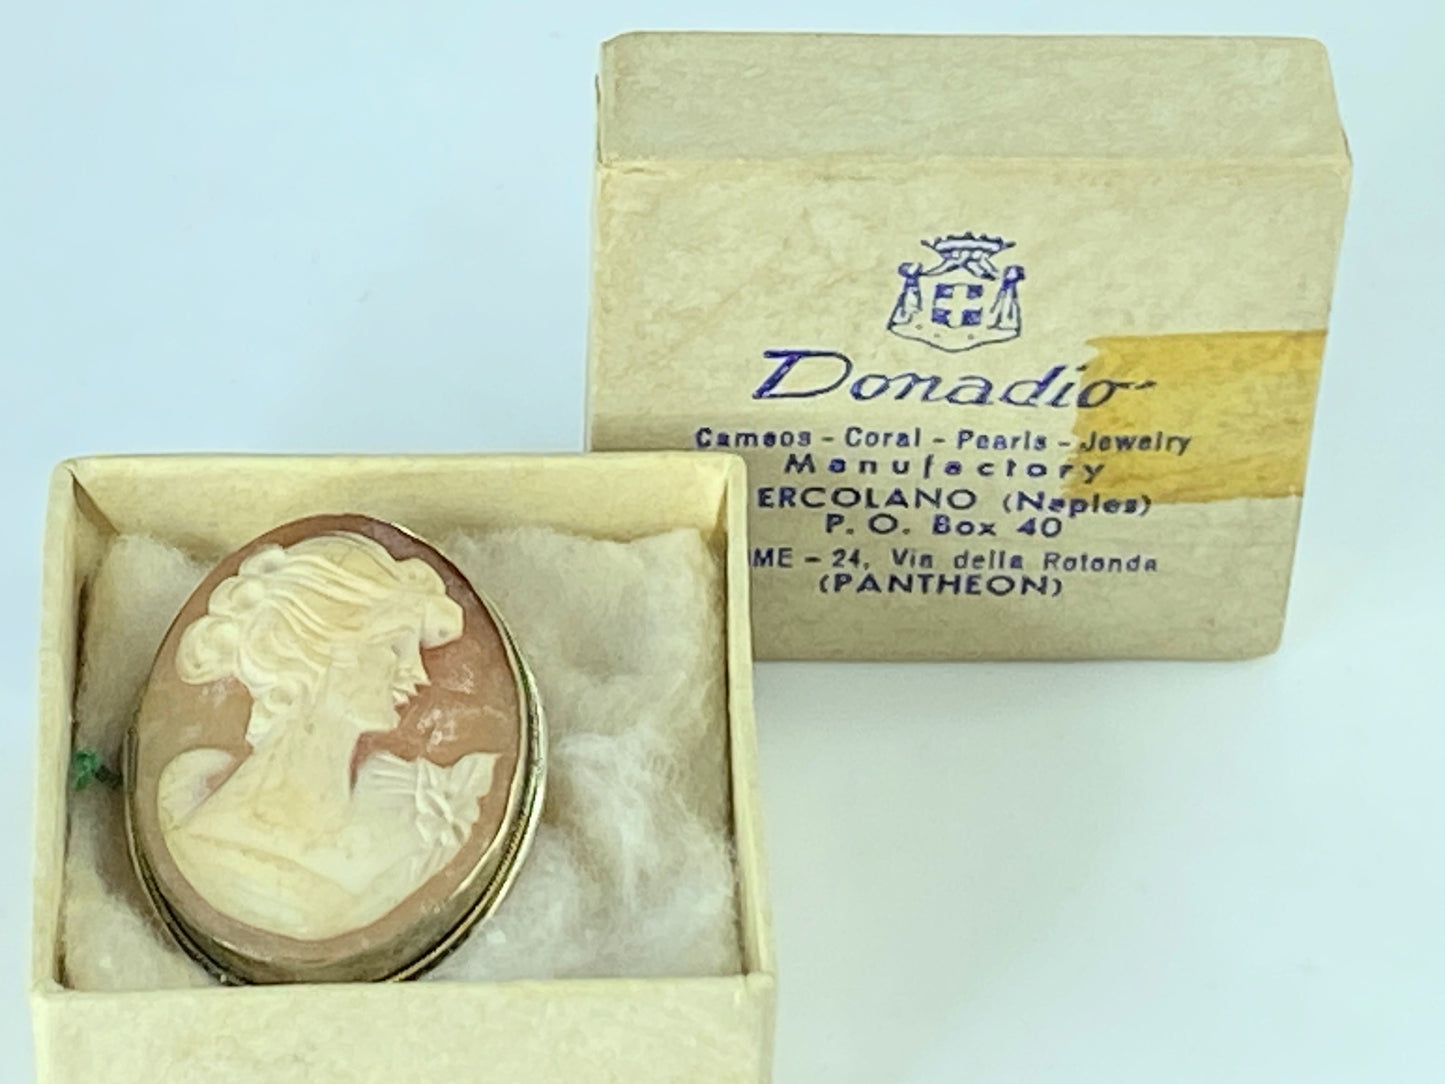 Donadio
Cameos - Coral - Pearls - Jewelry
Manufactory
ERCOLANO (Naples)
P. O. Box 40
ME - 24, Via della Rotonda
(PANTHEON)